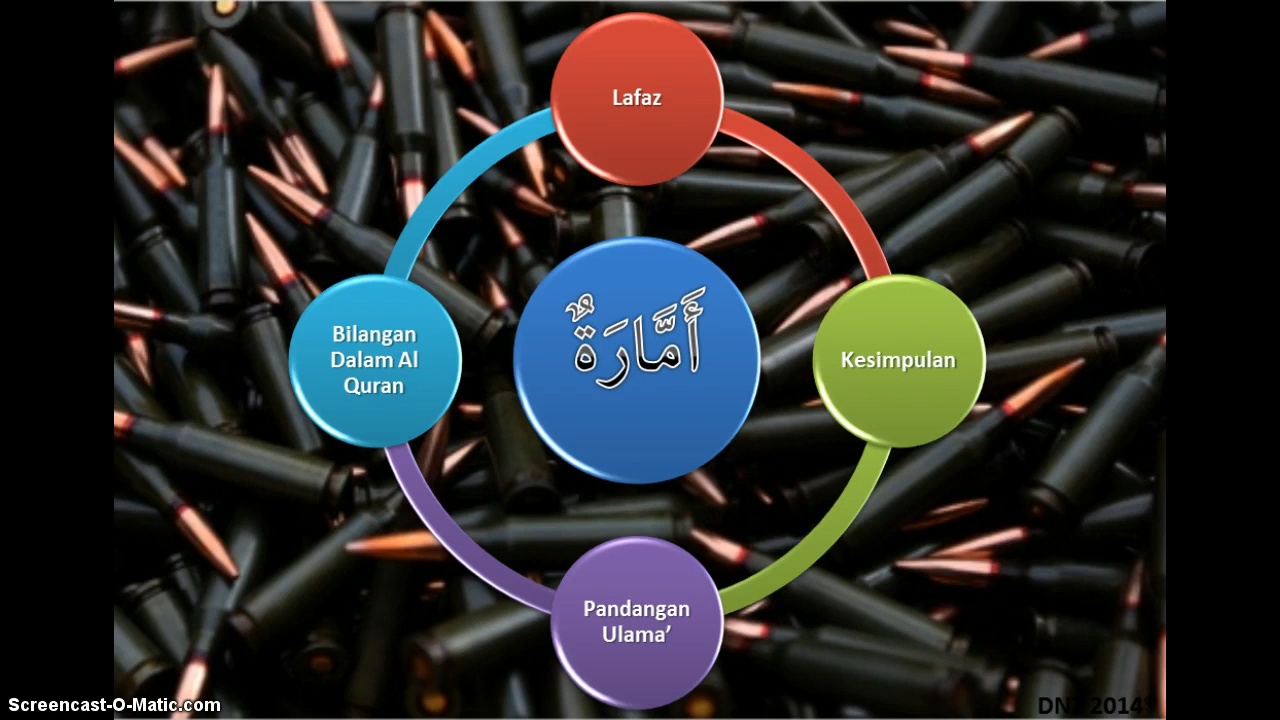 Lafaz
أَمَّارَةٌ
Bilangan
Dalam Al
Quran
Kesimpulan
Pandangan
Ulama’
Screencast-O-Matic.com